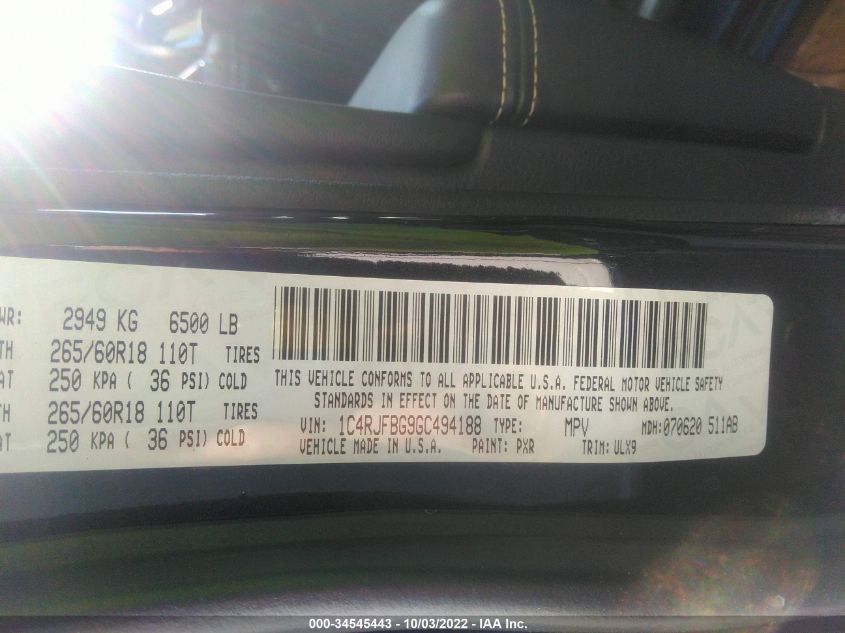 WR: 2949 KG 6500 LB
TH 265/60R18 110T TIRES
AT 250 KPA ( 36 PSI) COLD
TH 265/60R18 110T TIRES
AT 250 KPA ( 36 PSI) COLD
THIS VEHICLE CONFORMS TO ALL APPLICABLE U.S.A. FEDERAL MOTOR VEHICLE SAFETY
STANDARDS IN EFFECT ON THE DATE OF MANUFACTURE SHOWN ABOVE.
VIN: 1C4RJFBG9GC494188 TYPE: MPV MDH:070620 511AB
VEHICLE MADE IN U.S.A. PAINT: PXR TRIM: ULX9
000-34545443 - 10/03/2022 - IAA Inc.